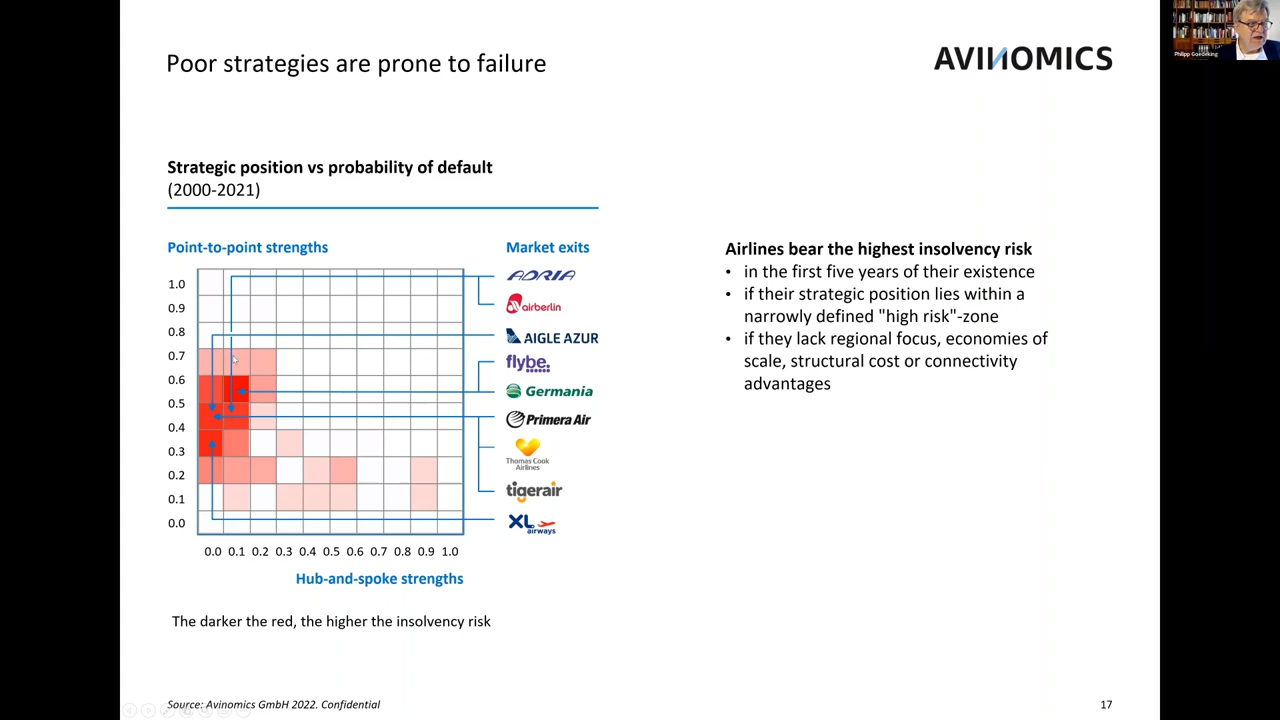 Poor strategies are prone to failure
AVINOMICS
Philipp Goedeking
Strategic position vs probability of default
(2000-2021)
Point-to-point strengths
Market exits
1.0
0.9
0.8
0.7
0.6
0.5
0.4
0.3
0.2
0.1
0.0
0.0 0.1 0.2 0.3 0.4 0.5 0.6 0.7 0.8 0.9 1.0
Hub-and-spoke strengths
ADRIA
airberlin
AIGLE AZUR
flybe.
Germania
Primera Air
Thomas Cook
Airlines
tigerair
XL
airways
The darker the red, the higher the insolvency risk
Airlines bear the highest insolvency risk
• in the first five years of their existence
• if their strategic position lies within a
narrowly defined "high risk"-zone
• if they lack regional focus, economies of
scale, structural cost or connectivity
advantages
Source: Avinomics GmbH 2022. Confidential
17